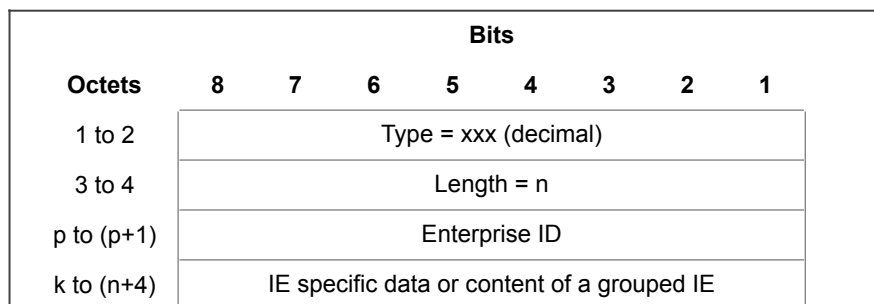 Bits
Octets 8 7 6 5 4 3 2 1
1 to 2 Type = xxx (decimal)
3 to 4 Length = n
p to (p+1) Enterprise ID
k to (n+4) IE specific data or content of a grouped IE